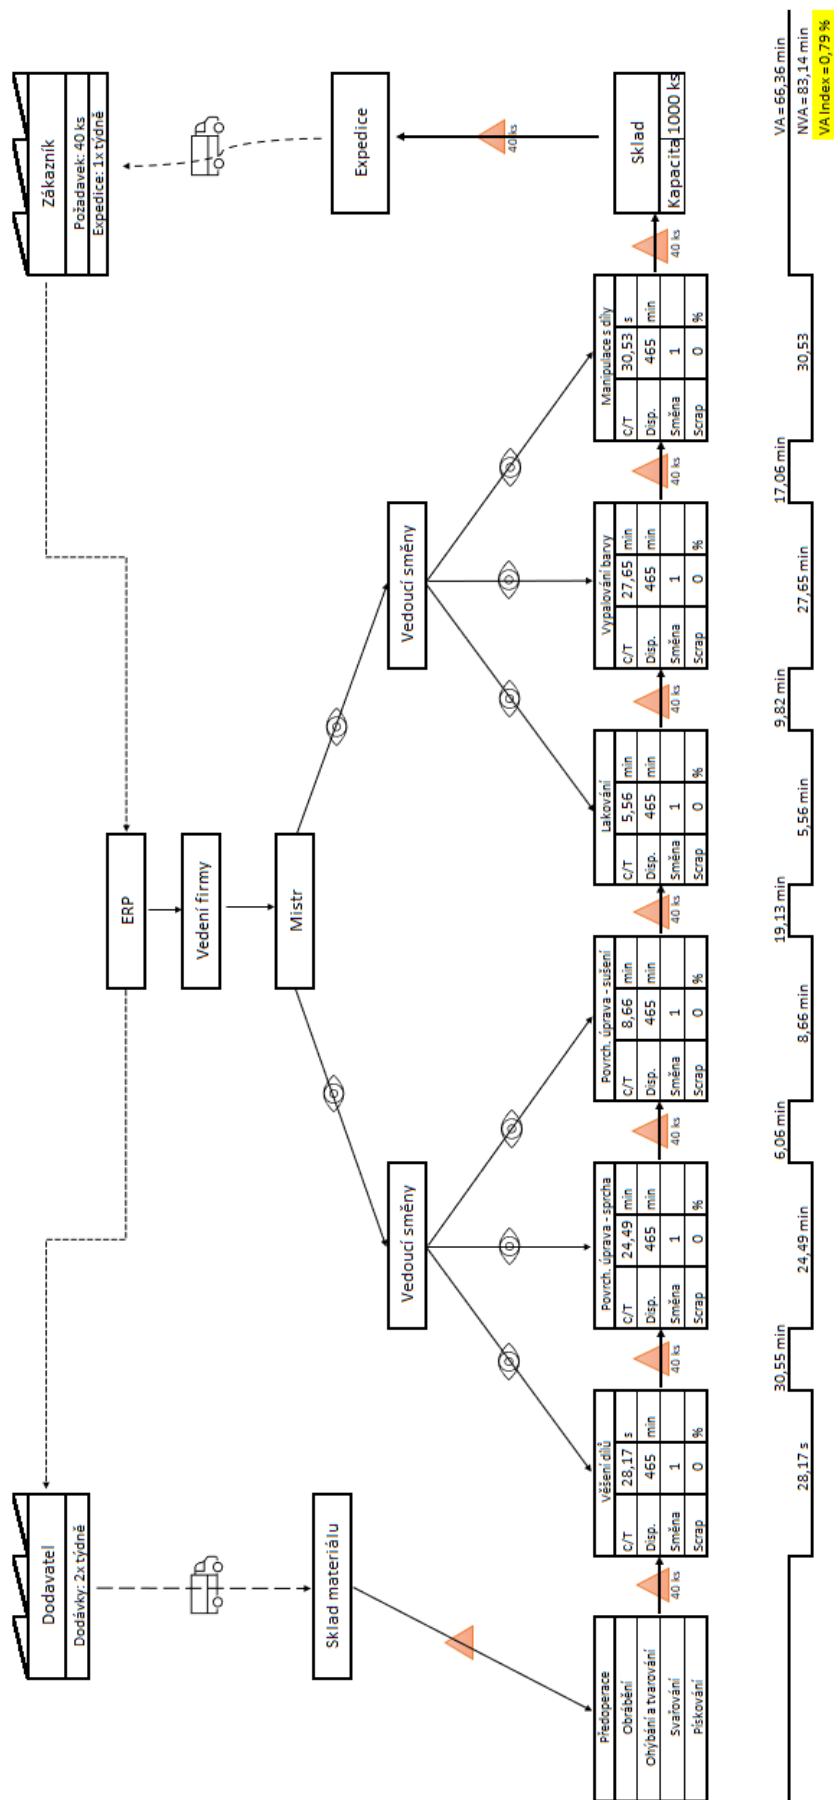 Dodavatel
Dodávky: 2x týdně
Zákazník
Požadavek: 40 ks
Expedice: 1x týdně
ERP
Vedení firmy
Mistr
Sklad materiálu
Expedice
Vedoucí směny
Vedoucí směny
40 ks
Předoperace
Obrábění
Ohýbání a tvarování
Svařování
Pískování
40 ks
Věšení dílů
C/T 28,17 s
Disp. 465 min
Směna 1
Scrap 0 %
40 ks
Povrch. úprava - sprcha
C/T 24,49 min
Disp. 465 min
Směna 1
Scrap 0 %
40 ks
Povrch. úprava - sušení
C/T 8,66 min
Disp. 465 min
Směna 1
Scrap 0 %
40 ks
Lakování
C/T 5,56 min
Disp. 465 min
Směna 1
Scrap 0 %
40 ks
Vypalování barvy
C/T 27,65 min
Disp. 465 min
Směna 1
Scrap 0 %
40 ks
Manipulace s díly
C/T 30,53 s
Disp. 465 min
Směna 1
Scrap 0 %
40 ks
Sklad
Kapacita 1000 ks
28,17 s
30,55 min
24,49 min
6,06 min
8,66 min
19,13 min
5,56 min
9,82 min
27,65 min
17,06 min
30,53
VA = 66,36 min
NVA = 83,14 min
VA Index = 0,79 %